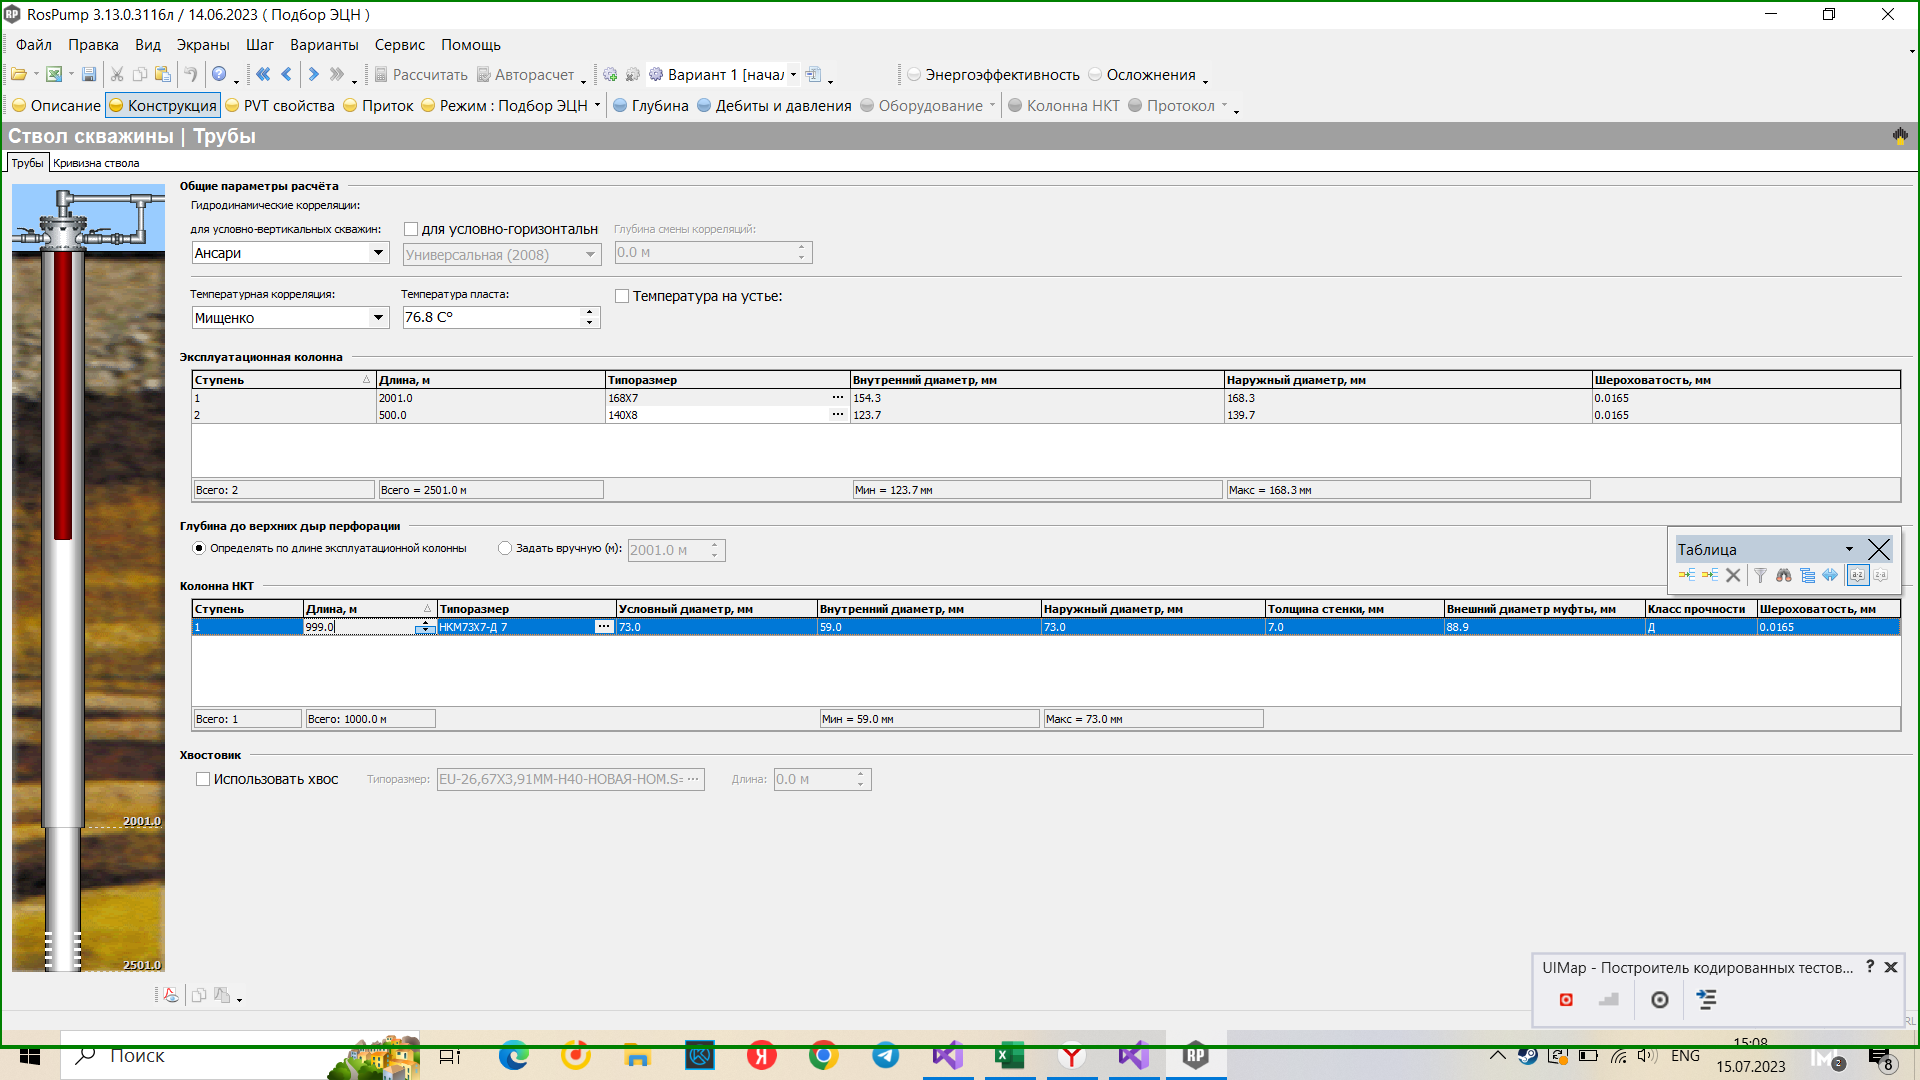 RosPump 3.13.0.3116л / 14.06.2023 ( Подбор ЭЦН )
Файл Правка Вид Экраны Шаг Варианты Сервис Помощь
Рассчитать Авторасчет Вариант 1 [начал Энергоэффективность Осложнения
Описание Конструкция PVT свойства Приток Режим : Подбор ЭЦН Глубина Дебиты и давления Оборудование Колонна НКТ Протокол
Ствол скважины | Трубы
Трубы Кривизна ствола
Общие параметры расчёта
Гидродинамические корреляции:
для условно-вертикальных скважин: для условно-горизонтальн Глубина смены корреляций:
Ансари Универсальная (2008) 0.0 м
Температурная корреляция: Температура пласта: Температура на устье:
Мищенко 76.8 C°
Эксплуатационная колонна
Ступень Длина, м Типоразмер Внутренний диаметр, мм Наружный диаметр, мм Шероховатость, мм
1 2001.0 168X7 ... 154.3 168.3 0.0165
2 500.0 140X8 ... 123.7 139.7 0.0165
Всего: 2 Всего = 2501.0 м Мин = 123.7 мм Макс = 168.3 мм
Глубина до верхних дыр перфорации
Определять по длине эксплуатационной колонны Задать вручную (м): 2001.0 м
Таблица
Колонна НКТ
Ступень Длина, м Типоразмер Условный диаметр, мм Внутренний диаметр, мм Наружный диаметр, мм Толщина стенки, мм Внешний диаметр муфты, мм Класс прочности Шероховатость, мм
1 999.0 НКМ73X7-Д 7 ... 73.0 59.0 73.0 7.0 88.9 Д 0.0165
Всего: 1 Всего: 1000.0 м Мин = 59.0 мм Макс = 73.0 мм
Хвостовик
Использовать хвос Типоразмер: EU-26,67X3,91ММ-H40-НОВАЯ-НОМ.S= ... Длина: 0.0 м
2001.0
2501.0
UIMap - Построитель кодированных тестов... ?
Поиск
ENG
15:08
15.07.2023
2
8